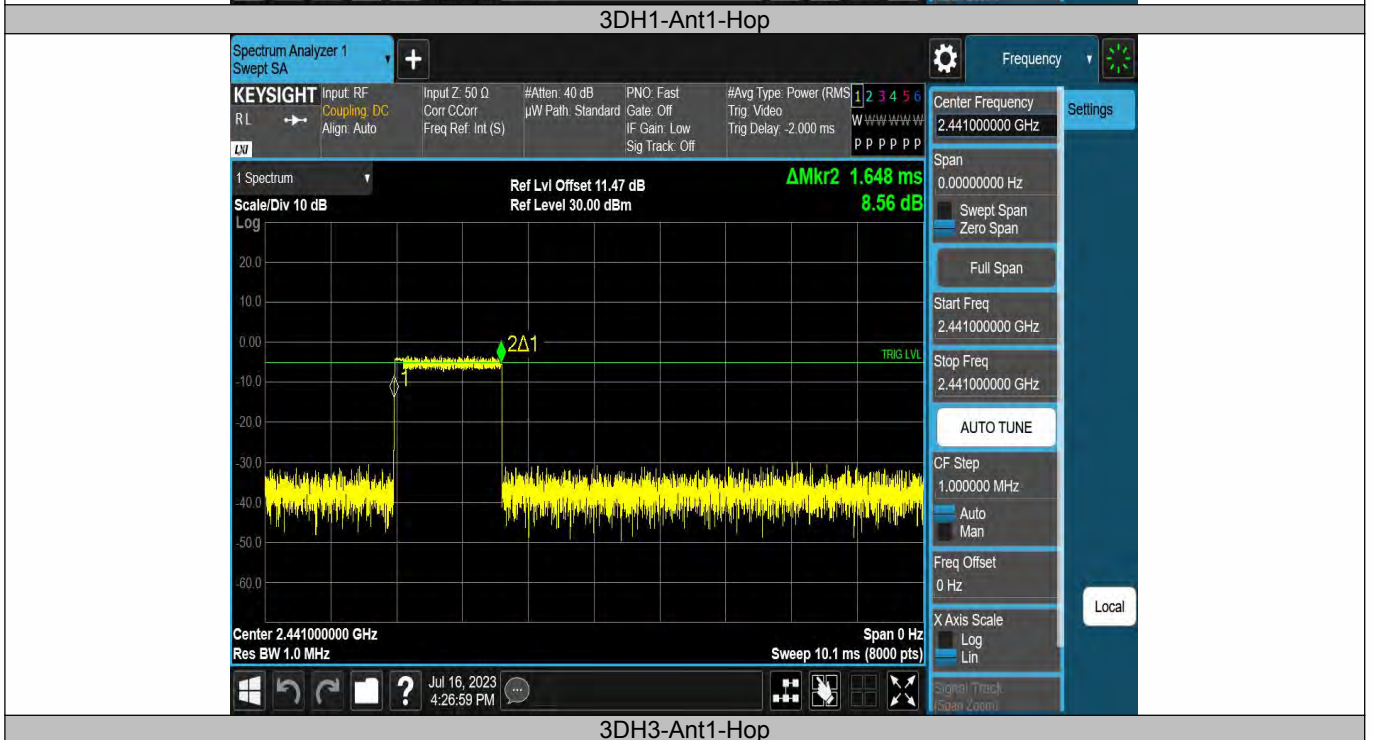 3DH1-Ant1-Hop
Spectrum Analyzer 1
Swept SA
+
Frequency
KEYSIGHT
RL
LXI
Input: RF
Coupling: DC
Align: Auto
Input Z: 50 Ω
Corr CCorr
Freq Ref: Int (S)
#Atten: 40 dB
µW Path: Standard
PNO: Fast
Gate: Off
IF Gain: Low
Sig Track: Off
#Avg Type: Power (RMS
Trig: Video
Trig Delay: -2.000 ms
1 2 3 4 5 6
W W W W W W
P P P P P P
Center Frequency
2.441000000 GHz
Settings
Span
0.00000000 Hz
Swept Span
Zero Span
Full Span
Start Freq
2.441000000 GHz
Stop Freq
2.441000000 GHz
AUTO TUNE
CF Step
1.000000 MHz
Auto
Man
Freq Offset
0 Hz
X Axis Scale
Log
Lin
Signal Track
(Span Zoom)
Local
1 Spectrum
Scale/Div 10 dB
Ref Lvl Offset 11.47 dB
Ref Level 30.00 dBm
ΔMkr2 1.648 ms
8.56 dB
Log
20.0
10.0
0.00
-10.0
-20.0
-30.0
-40.0
-50.0
-60.0
2Δ1
1
TRIG LVL
Center 2.441000000 GHz
Res BW 1.0 MHz
Span 0 Hz
Sweep 10.1 ms (8000 pts)
?
Jul 16, 2023
4:26:59 PM
3DH3-Ant1-Hop